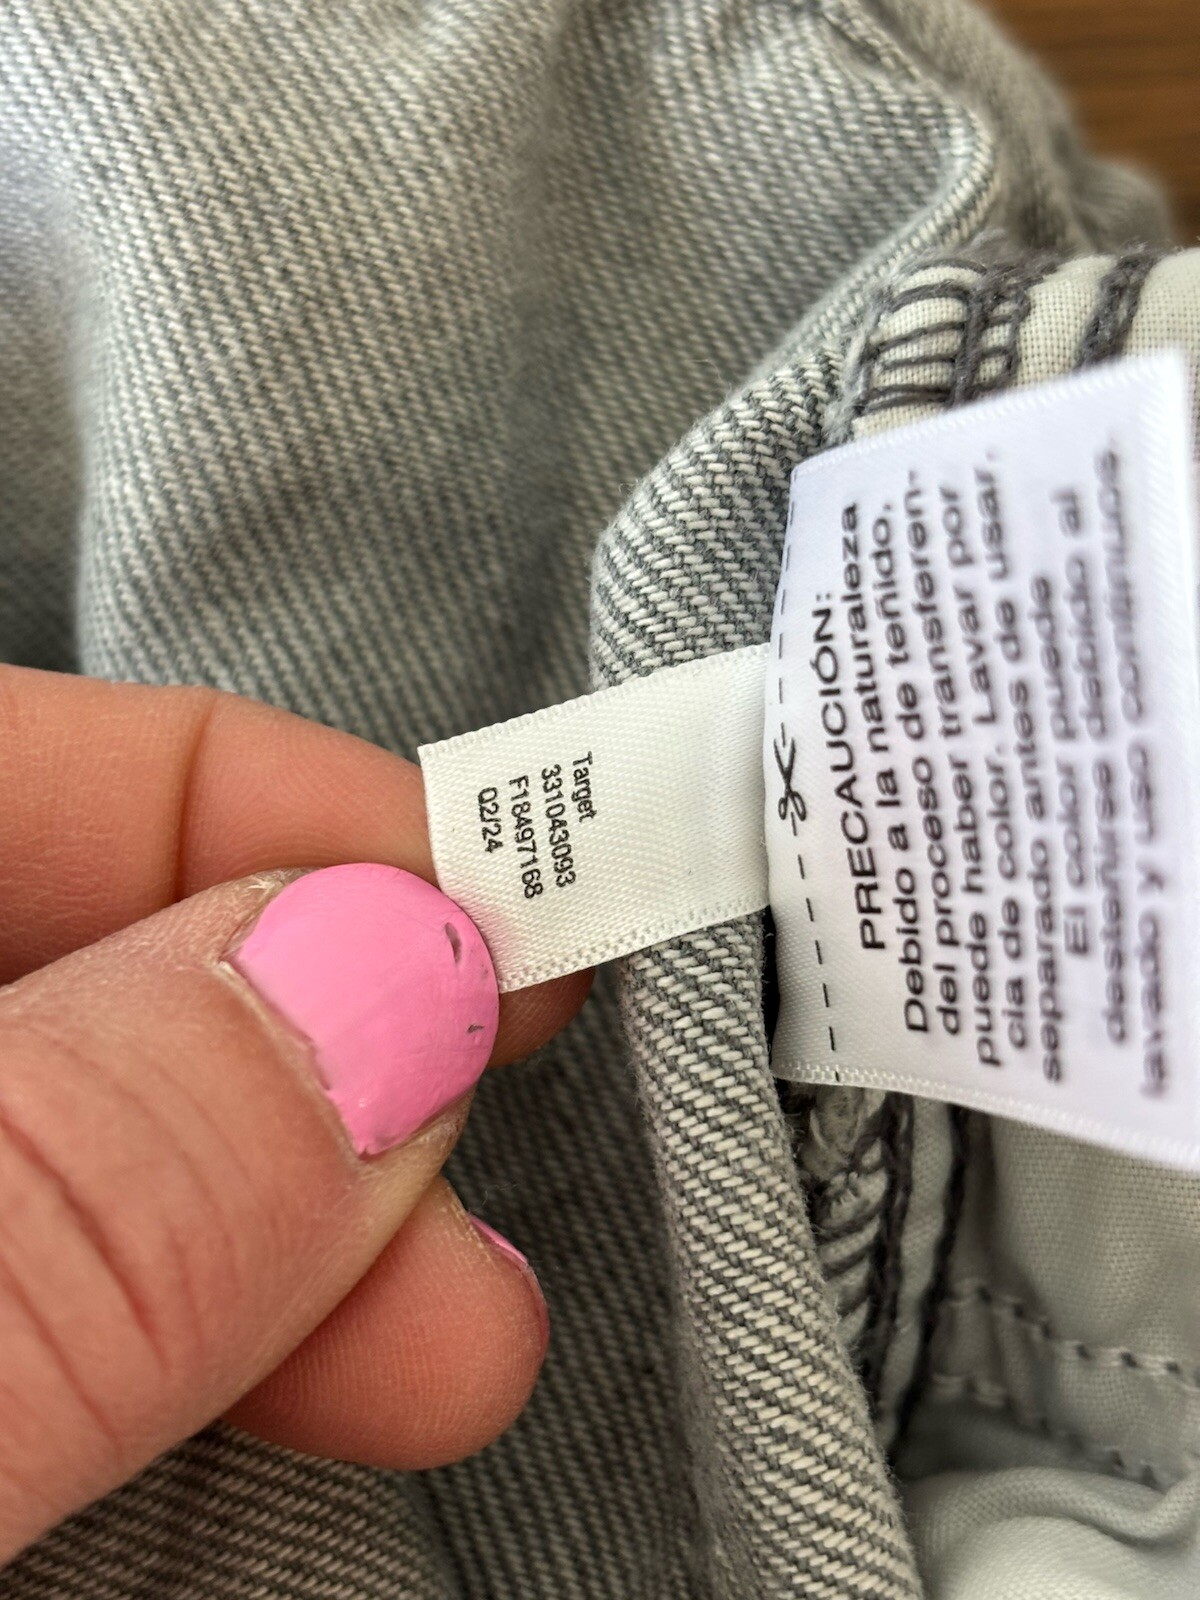 Target
331043093
F18497168
Q2/24
PRECAUCIÓN:
Debido a la naturaleza
del proceso de teñido,
puede haber transferen-
cia de color. Lavar por
separado antes de usar.
El color puede
desteñirse debido al
lavado y uso continuos.